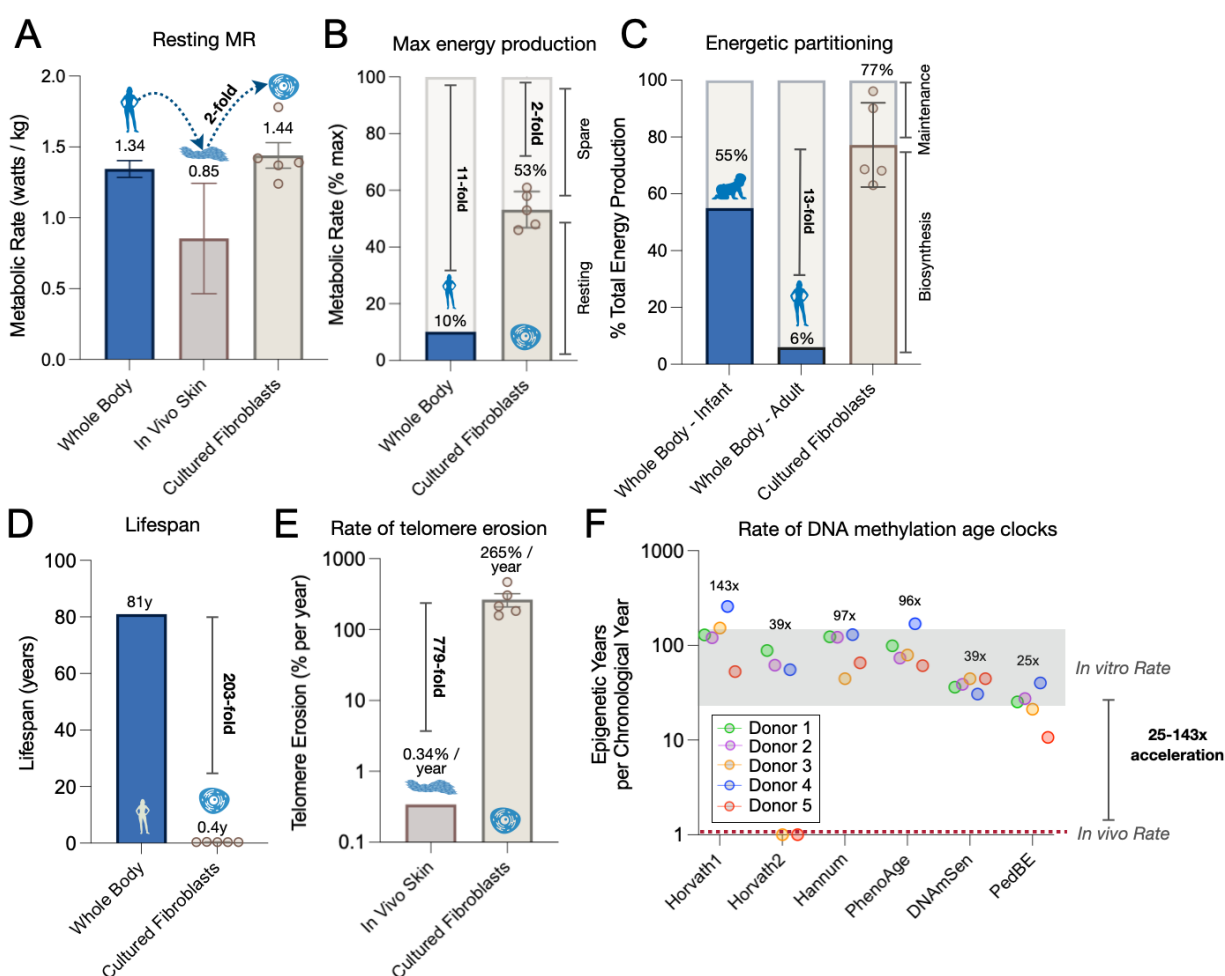 A
Resting MR
Metabolic Rate (watts / kg)
2.0
1.5
1.0
0.5
0.0
2-fold
1.34
0.85
1.44
Whole Body
In Vivo Skin
Cultured Fibroblasts
B
Max energy production
Metabolic Rate (% max)
100
80
60
40
20
0
11-fold
2-fold
10%
53%
Spare
Resting
Whole Body
Cultured Fibroblasts
C
Energetic partitioning
% Total Energy Production
100
80
60
40
20
0
55%
13-fold
6%
77%
Maintenance
Biosynthesis
Whole Body - Infant
Whole Body - Adult
Cultured Fibroblasts
D
Lifespan
Lifespan (years)
100
80
60
40
20
0
81y
203-fold
0.4y
Whole Body
Cultured Fibroblasts
E
Rate of telomere erosion
Telomere Erosion (% per year)
1000
100
10
1
0.1
265% /
year
779-fold
0.34% /
year
In Vivo Skin
Cultured Fibroblasts
F
Rate of DNA methylation age clocks
Epigenetic Years
per Chronological Year
1000
100
10
1
143x
39x
97x
96x
39x
25x
In vitro Rate
25-143x
acceleration
In vivo Rate
Donor 1
Donor 2
Donor 3
Donor 4
Donor 5
Horvath1
Horvath2
Hannum
PhenoAge
DNAmSen
PedBE